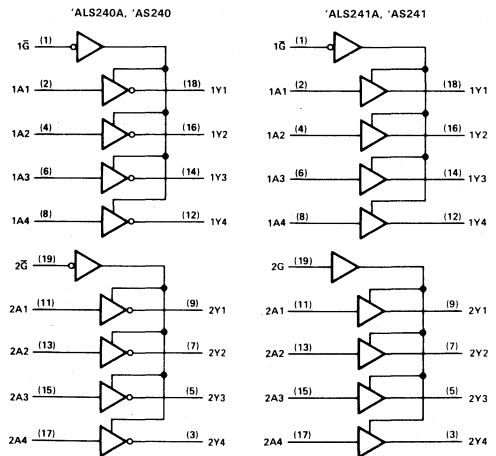 'ALS240A, 'AS240
1G̅ (1)
1A1 (2) (18) 1Y1
1A2 (4) (16) 1Y2
1A3 (6) (14) 1Y3
1A4 (8) (12) 1Y4
2G̅ (19)
2A1 (11) (9) 2Y1
2A2 (13) (7) 2Y2
2A3 (15) (5) 2Y3
2A4 (17) (3) 2Y4
'ALS241A, 'AS241
1G̅ (1)
1A1 (2) (18) 1Y1
1A2 (4) (16) 1Y2
1A3 (6) (14) 1Y3
1A4 (8) (12) 1Y4
2G (19)
2A1 (11) (9) 2Y1
2A2 (13) (7) 2Y2
2A3 (15) (5) 2Y3
2A4 (17) (3) 2Y4